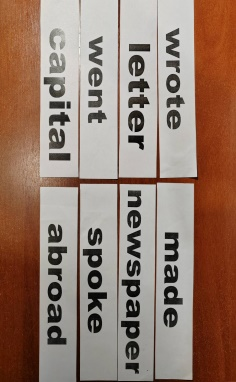 wrote made
letter newspaper
went spoke
capital abroad